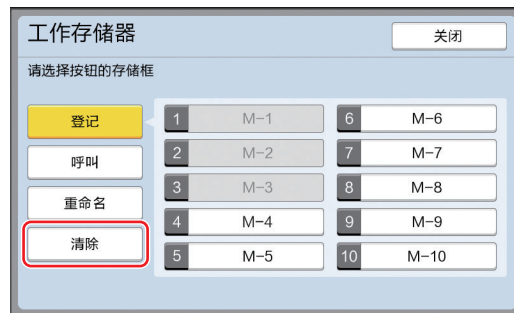 工作存储器
关闭
请选择按钮的存储框
登记
呼叫
重命名
清除
1 M-1
2 M-2
3 M-3
4 M-4
5 M-5
6 M-6
7 M-7
8 M-8
9 M-9
10 M-10